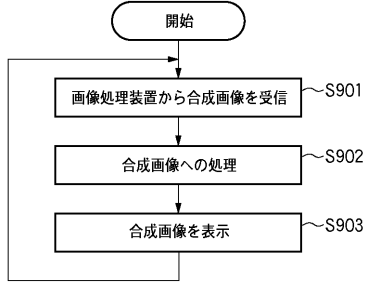 開始
画像処理装置から合成画像を受信
S901
合成画像への処理
S902
合成画像を表示
S903